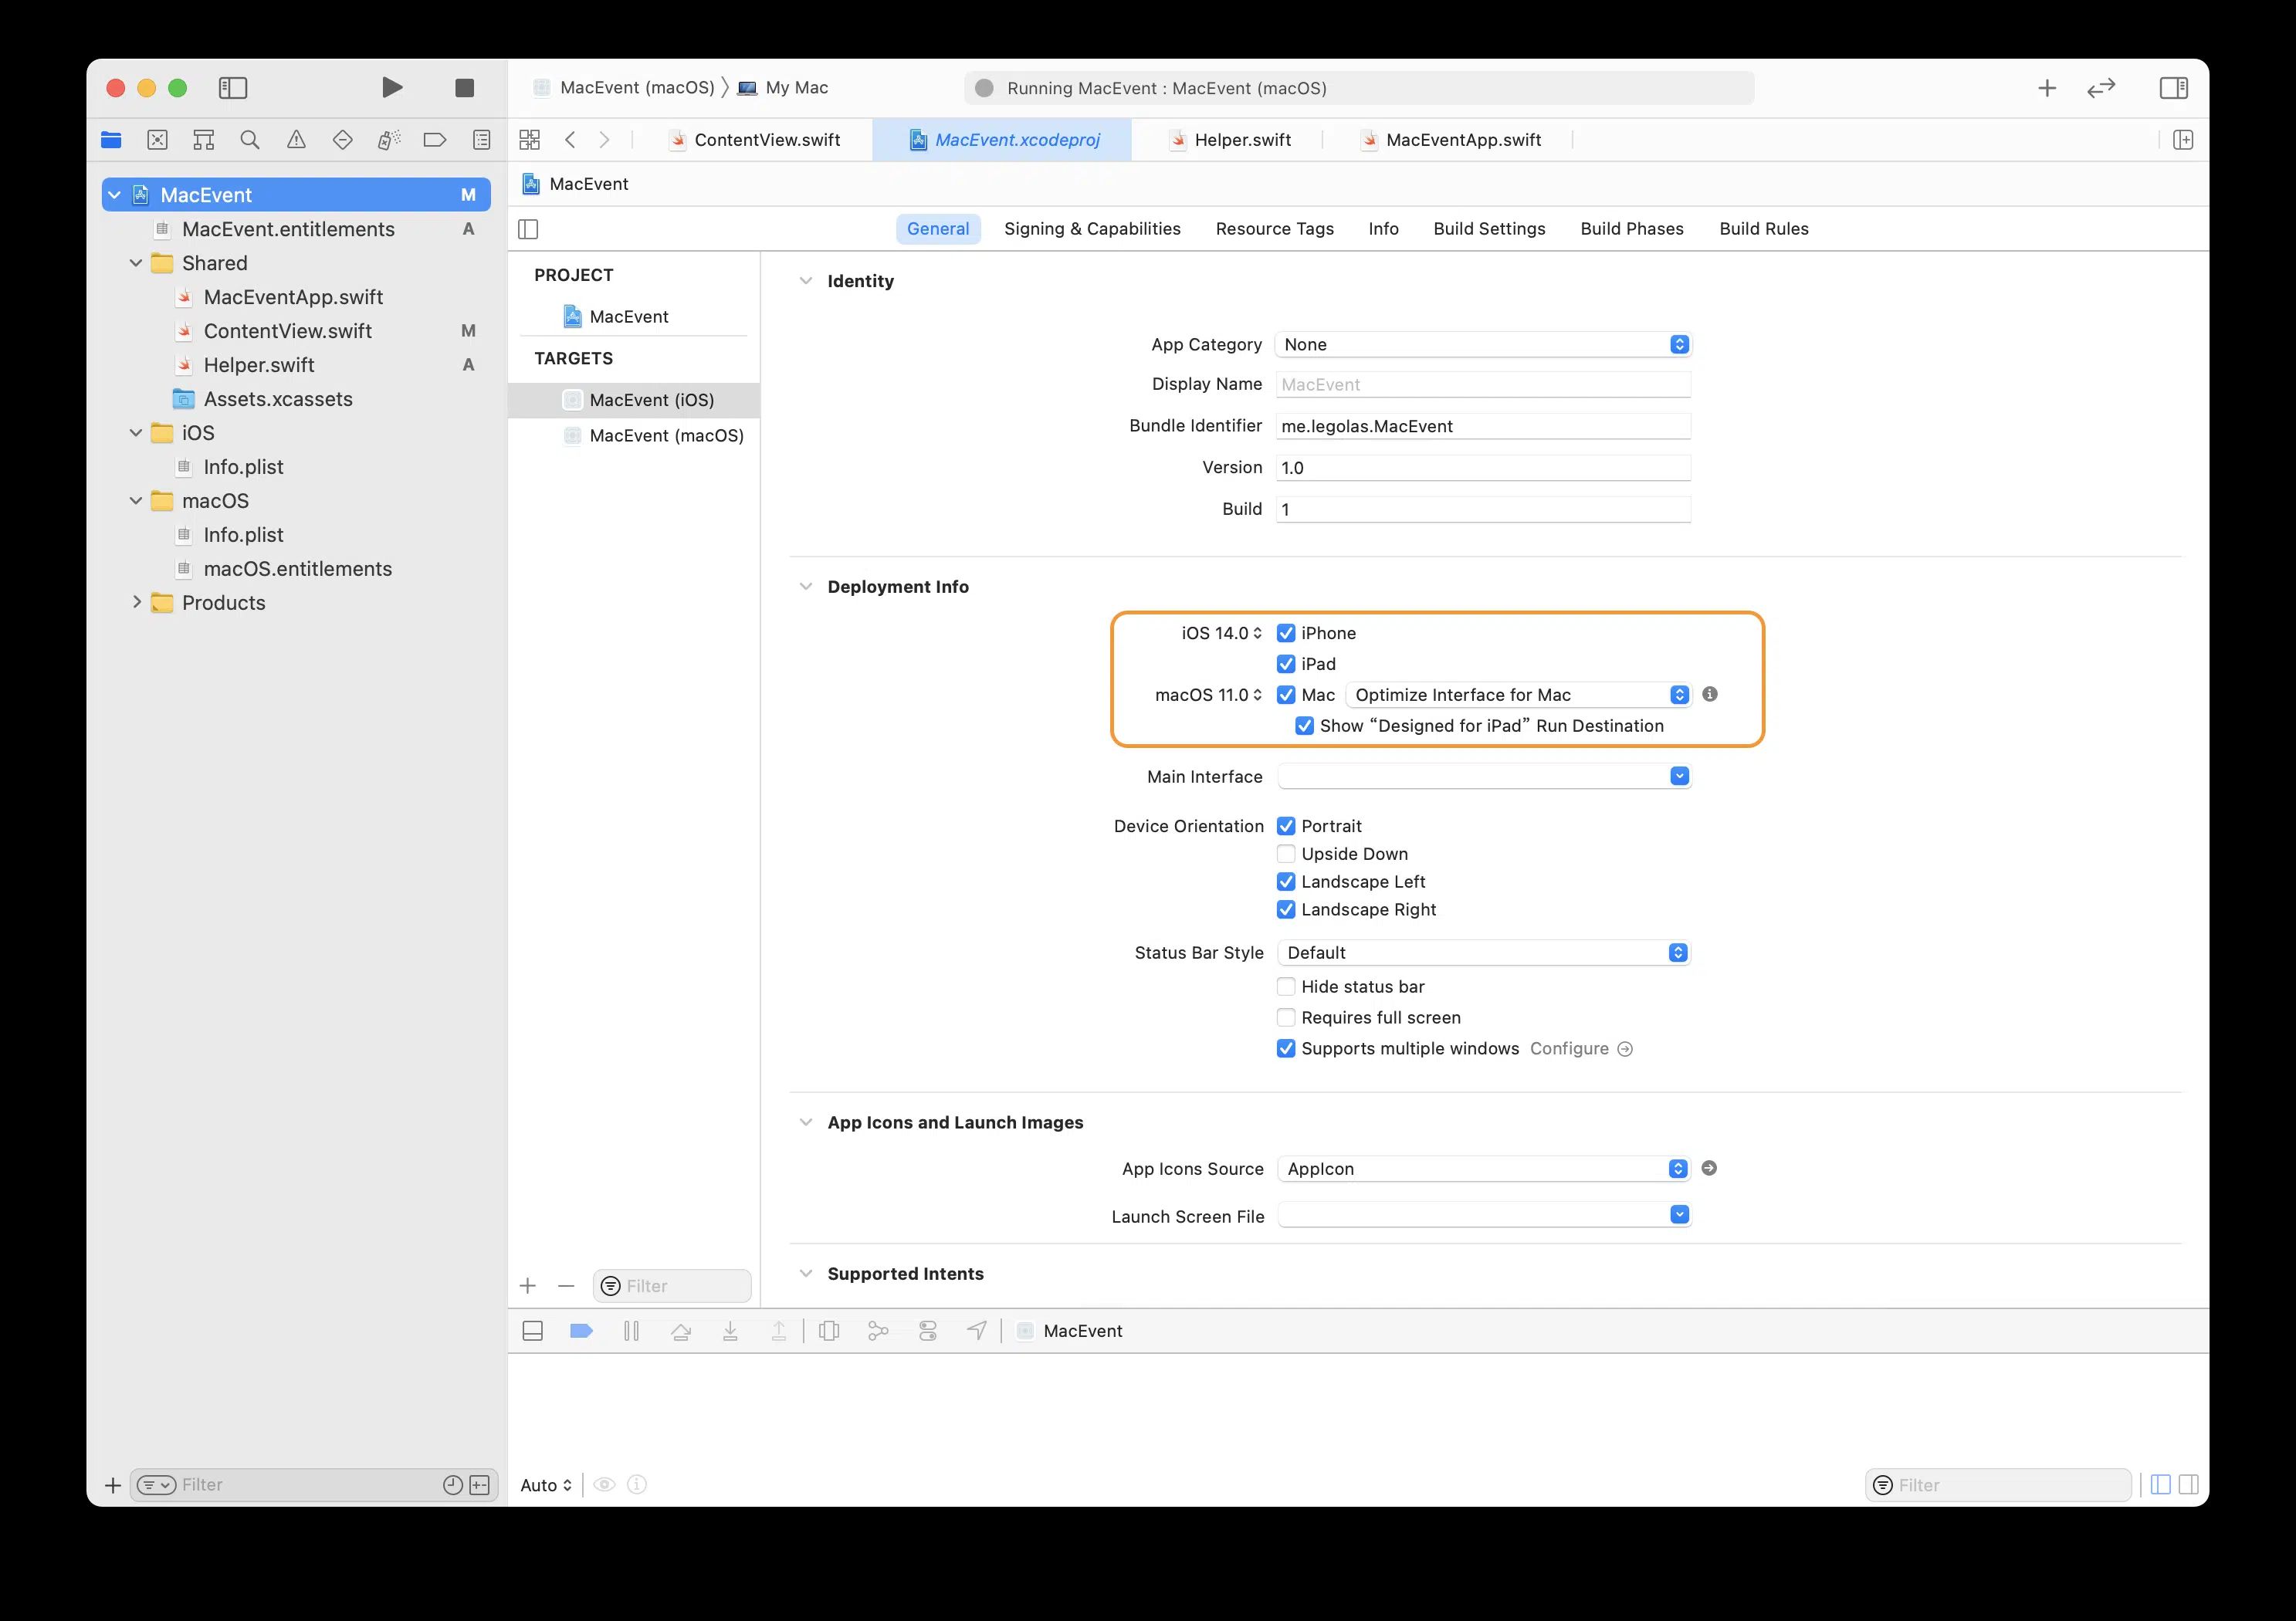 MacEvent (macOS) 〉 My Mac
Running MacEvent : MacEvent (macOS)
ContentView.swift
MacEvent.xcodeproj
Helper.swift
MacEventApp.swift
MacEvent M
MacEvent.entitlements A
Shared
MacEventApp.swift
ContentView.swift M
Helper.swift A
Assets.xcassets
iOS
Info.plist
macOS
Info.plist
macOS.entitlements
Products
Filter
MacEvent
General
Signing & Capabilities
Resource Tags
Info
Build Settings
Build Phases
Build Rules
PROJECT
MacEvent
TARGETS
MacEvent (iOS)
MacEvent (macOS)
Filter
Identity
App Category None
Display Name MacEvent
Bundle Identifier me.legolas.MacEvent
Version 1.0
Build 1
Deployment Info
iOS 14.0 iPhone
iPad
macOS 11.0 Mac Optimize Interface for Mac
Show “Designed for iPad” Run Destination
Main Interface
Device Orientation Portrait
Upside Down
Landscape Left
Landscape Right
Status Bar Style Default
Hide status bar
Requires full screen
Supports multiple windows Configure
App Icons and Launch Images
App Icons Source AppIcon
Launch Screen File
Supported Intents
MacEvent
Auto
Filter